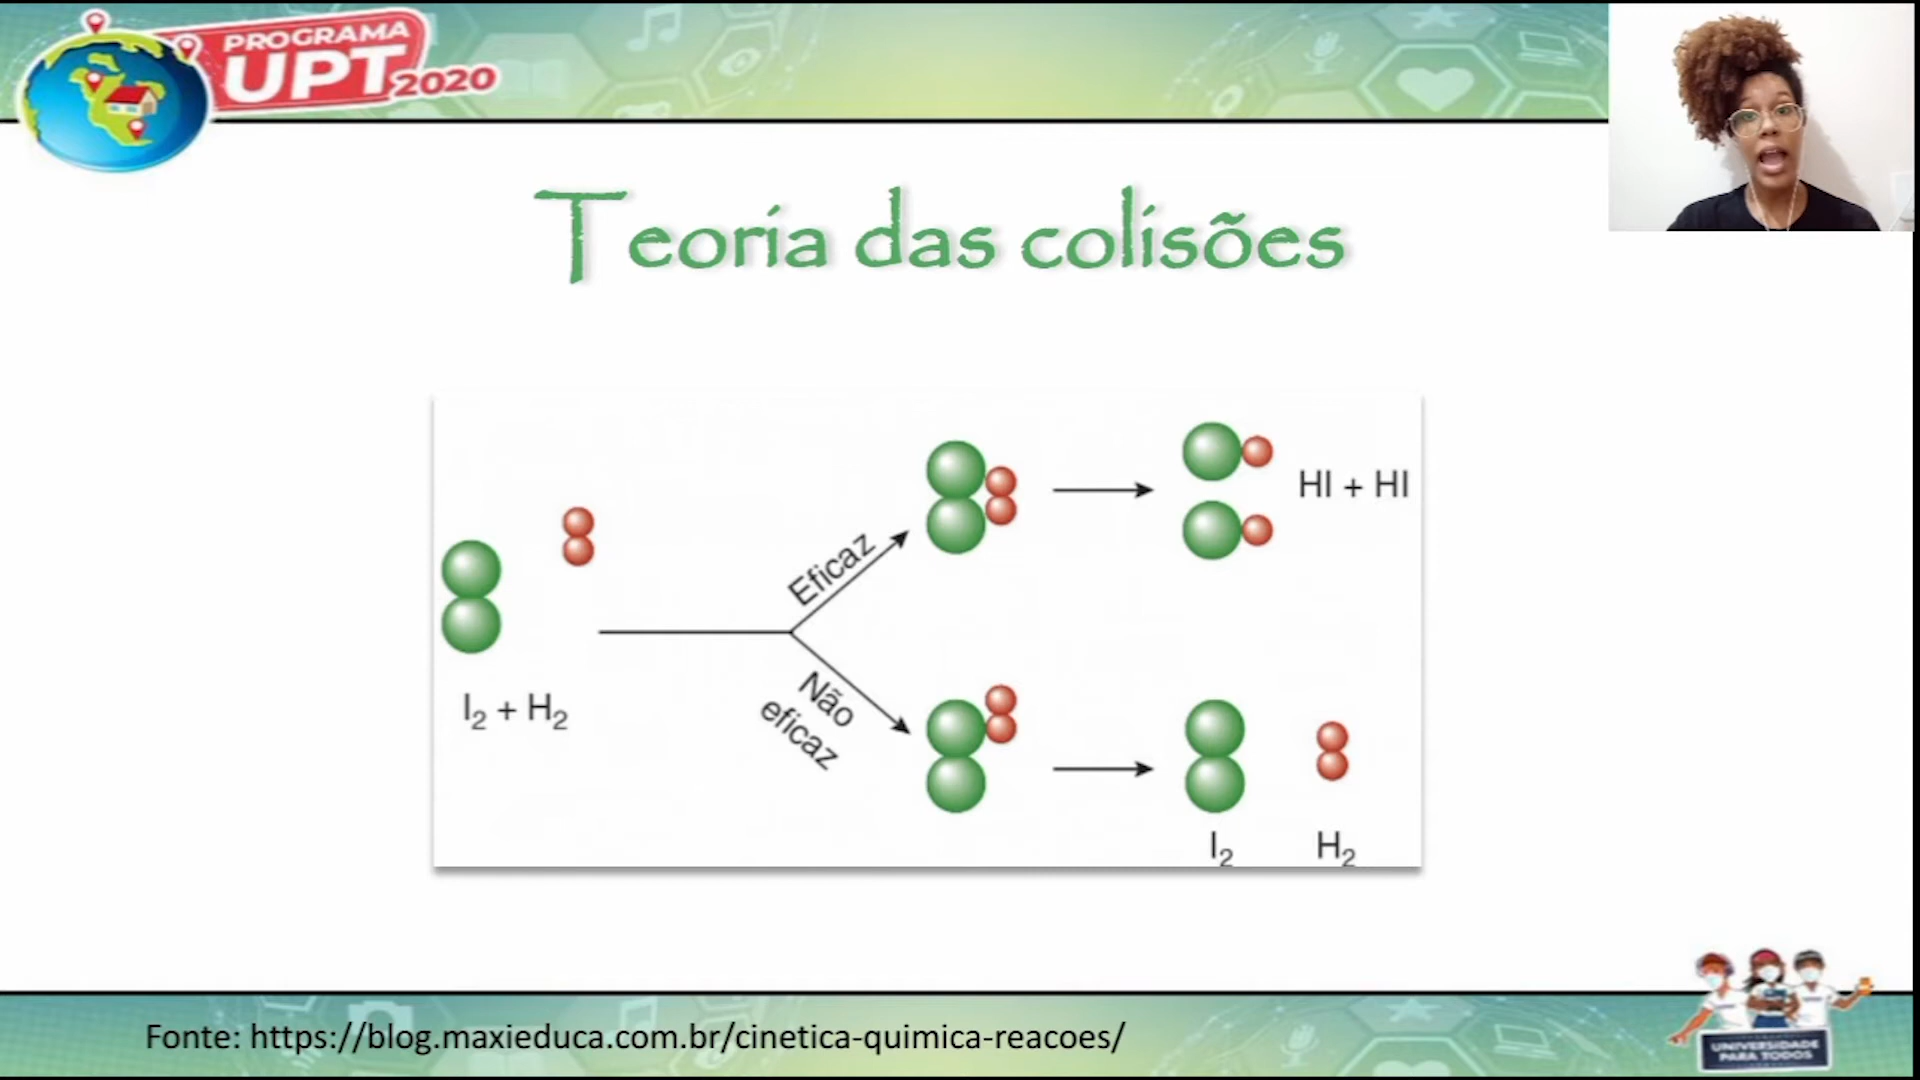 PROGRAMA
UPT 2020
Teoria das colisões
I₂ + H₂
Eficaz
Não
eficaz
HI + HI
I₂ H₂
Fonte: https://blog.maxieduca.com.br/cinetica-quimica-reacoes/
UNIVERSIDADE
PARA TODOS